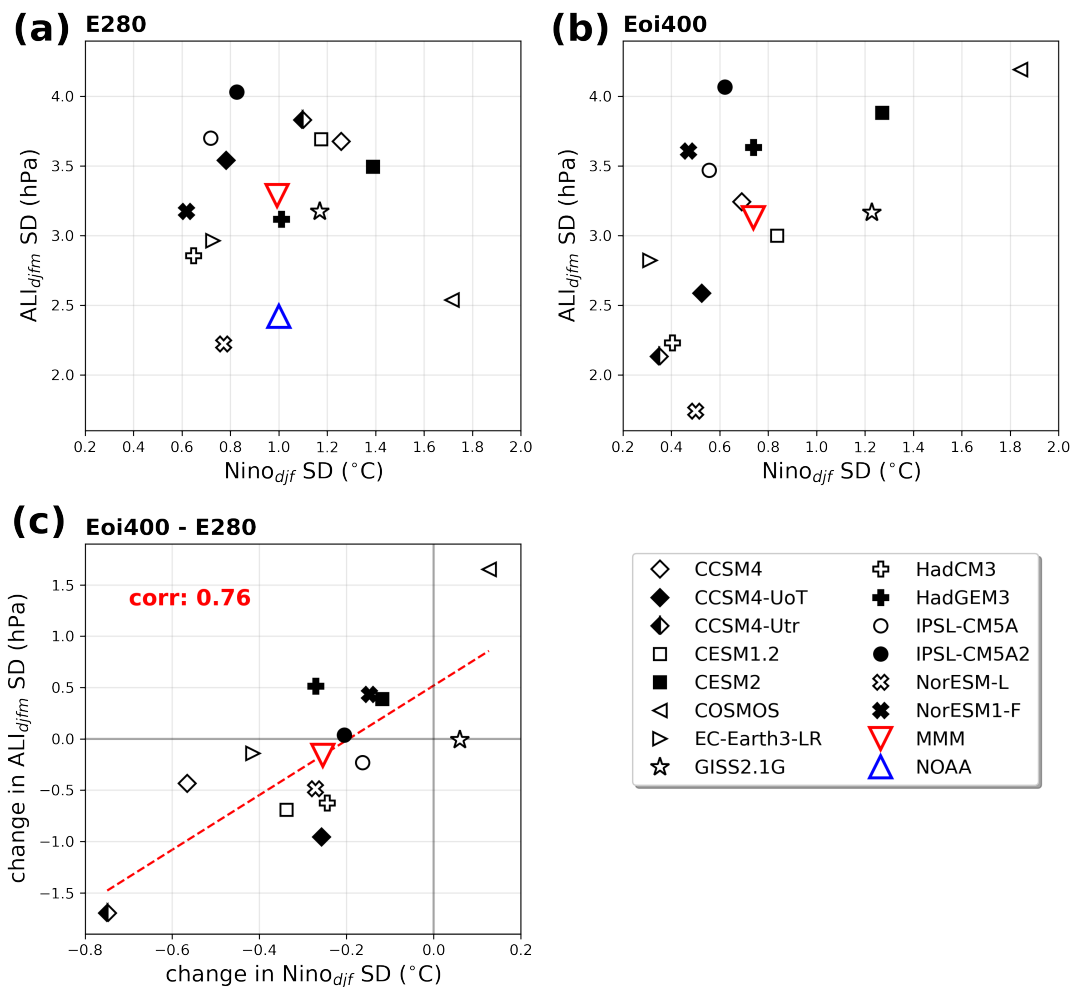 (a) E280
ALI_djfm SD (hPa)
4.0
3.5
3.0
2.5
2.0
0.2 0.4 0.6 0.8 1.0 1.2 1.4 1.6 1.8 2.0
Nino_djf SD (°C)
(b) Eoi400
ALI_djfm SD (hPa)
4.0
3.5
3.0
2.5
2.0
0.2 0.4 0.6 0.8 1.0 1.2 1.4 1.6 1.8 2.0
Nino_djf SD (°C)
(c) Eoi400 - E280
change in ALI_djfm SD (hPa)
corr: 0.76
1.5
1.0
0.5
0.0
−0.5
−1.0
−1.5
−0.8 −0.6 −0.4 −0.2 0.0 0.2
change in Nino_djf SD (°C)
CCSM4
CCSM4-UoT
CCSM4-Utr
CESM1.2
CESM2
COSMOS
EC-Earth3-LR
GISS2.1G
HadCM3
HadGEM3
IPSL-CM5A
IPSL-CM5A2
NorESM-L
NorESM1-F
MMM
NOAA